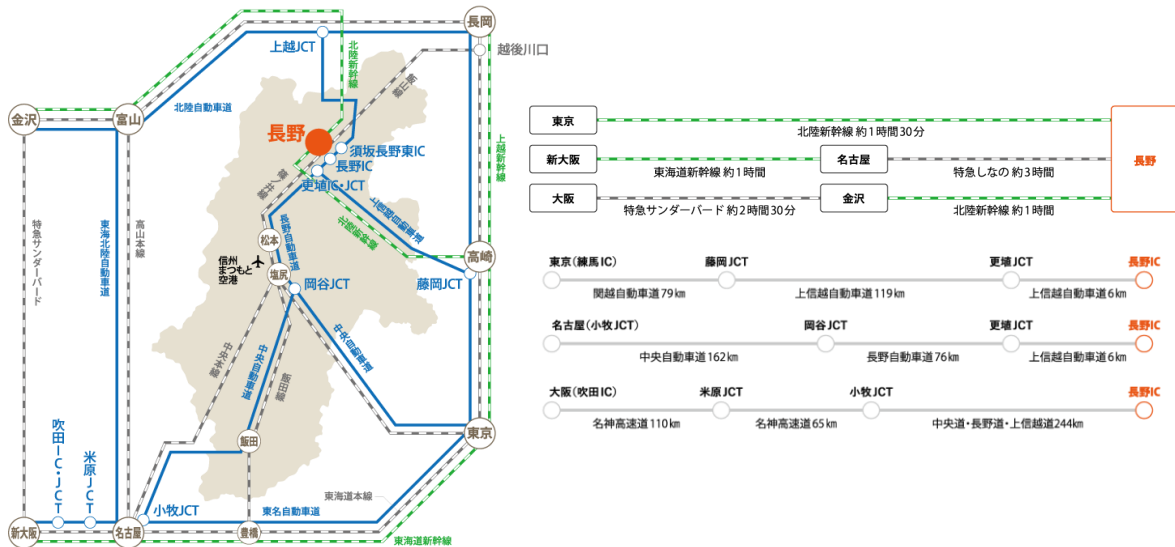 長岡
上越JCT
北陸新幹線
越後川口
飯山線
北陸自動車道
金沢
富山
長野
須坂長野東IC
長野IC
更埴IC・JCT
篠ノ井線
上信越自動車道
北陸新幹線
上越新幹線
特急サンダーバード
東海北陸自動車道
高山本線
松本
長野自動車道
信州
まつもと
空港
塩尻
岡谷JCT
高崎
藤岡JCT
中央本線
中央自動車道
飯田線
中央自動車道
飯田
東京
吹田IC・JCT
米原JCT
小牧JCT
東海道本線
東名自動車道
新大阪
名古屋
豊橋
東海道新幹線
東京
北陸新幹線 約1時間30分
長野
新大阪
東海道新幹線 約1時間
名古屋
特急しなの 約3時間
大阪
特急サンダーバード 約2時間30分
金沢
北陸新幹線 約1時間
東京(練馬IC)
藤岡JCT
更埴JCT
長野IC
関越自動車道79km
上信越自動車道119km
上信越自動車道6km
名古屋(小牧JCT)
岡谷JCT
更埴JCT
長野IC
中央自動車道162km
長野自動車道76km
上信越自動車道6km
大阪(吹田IC)
米原JCT
小牧JCT
長野IC
名神高速道110km
名神高速道65km
中央道・長野道・上信越道244km